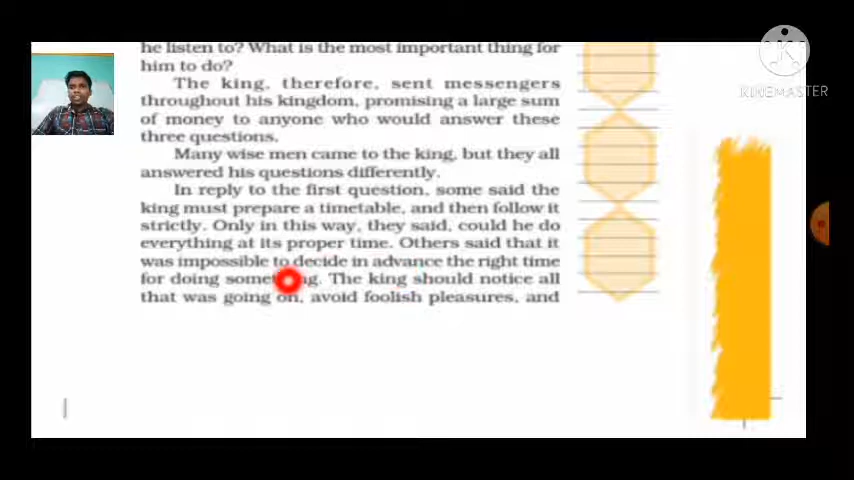 he listen to? What is the most important thing for
him to do?
The king, therefore, sent messengers
throughout his kingdom, promising a large sum
of money to anyone who would answer these
three questions.
Many wise men came to the king, but they all
answered his questions differently.
In reply to the first question, some said the
king must prepare a timetable, and then follow it
strictly. Only in this way, they said, could he do
everything at its proper time. Others said that it
was impossible to decide in advance the right time
for doing something. The king should notice all
that was going on, avoid foolish pleasures, and
KINEMASTER